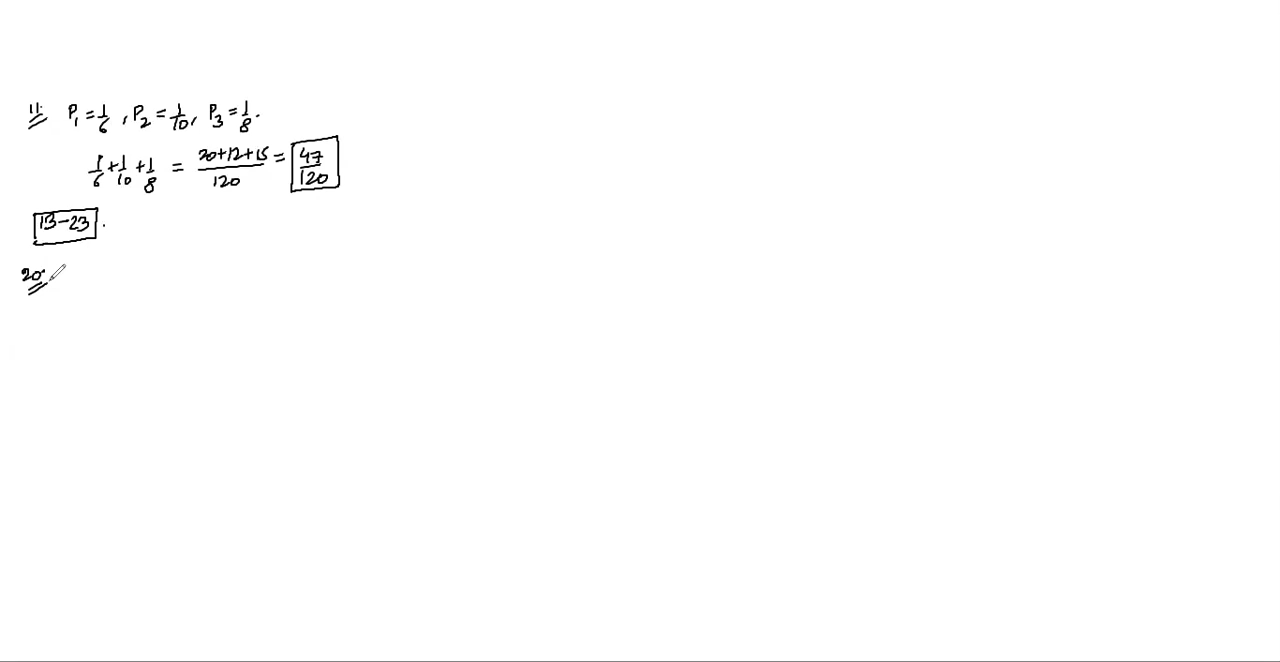 11. P₁ = 1/6, P₂ = 1/10, P₃ = 1/8.
1/6 + 1/10 + 1/8 = (20+12+15)/120 = 47/120
13-23.
20.